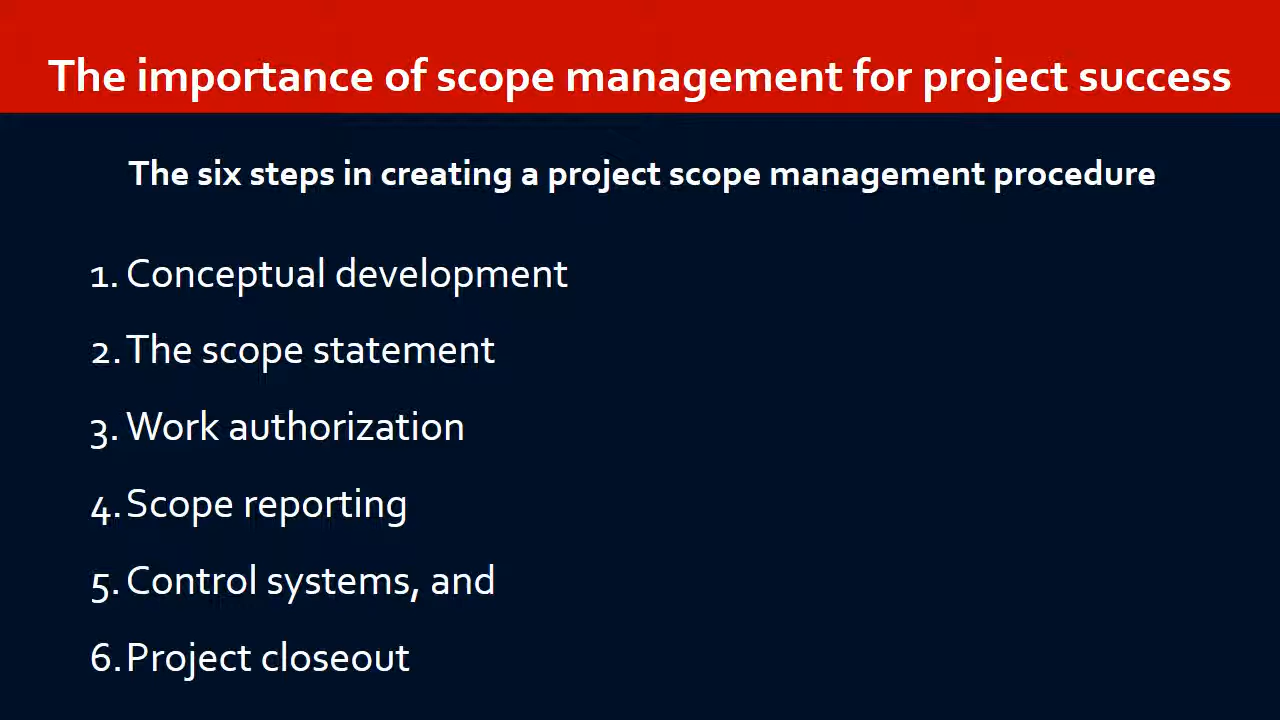 The importance of scope management for project success
The six steps in creating a project scope management procedure
1. Conceptual development
2. The scope statement
3. Work authorization
4. Scope reporting
5. Control systems, and
6. Project closeout